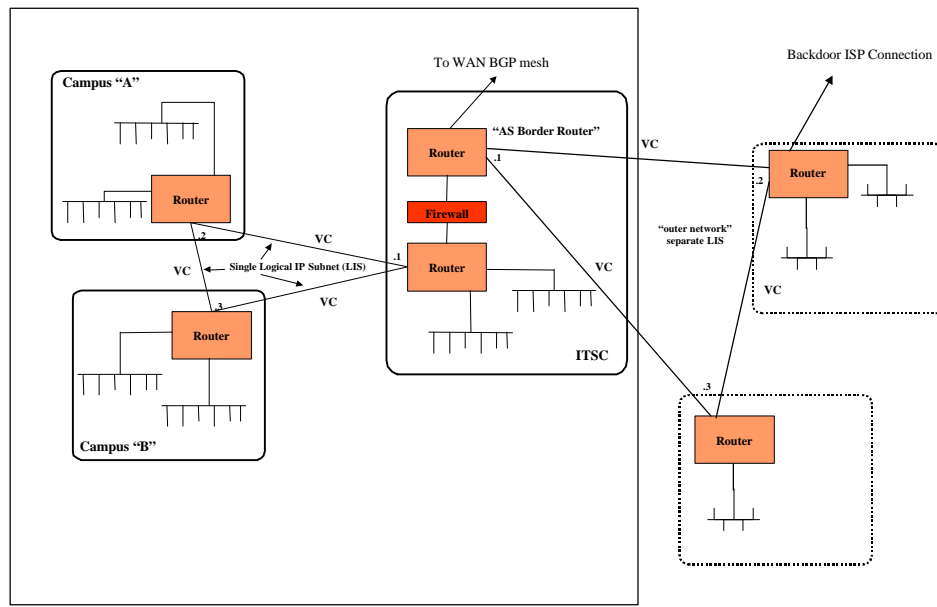 To WAN BGP mesh
Backdoor ISP Connection
Campus “A”
“AS Border Router”
Router
.1
VC
.2
Router
Router
Firewall
.2
VC
.1
Router
“outer network”
separate LIS
VC
Single Logical IP Subnet (LIS)
VC
VC
VC
.3
Router
ITSC
.3
Campus “B”
Router